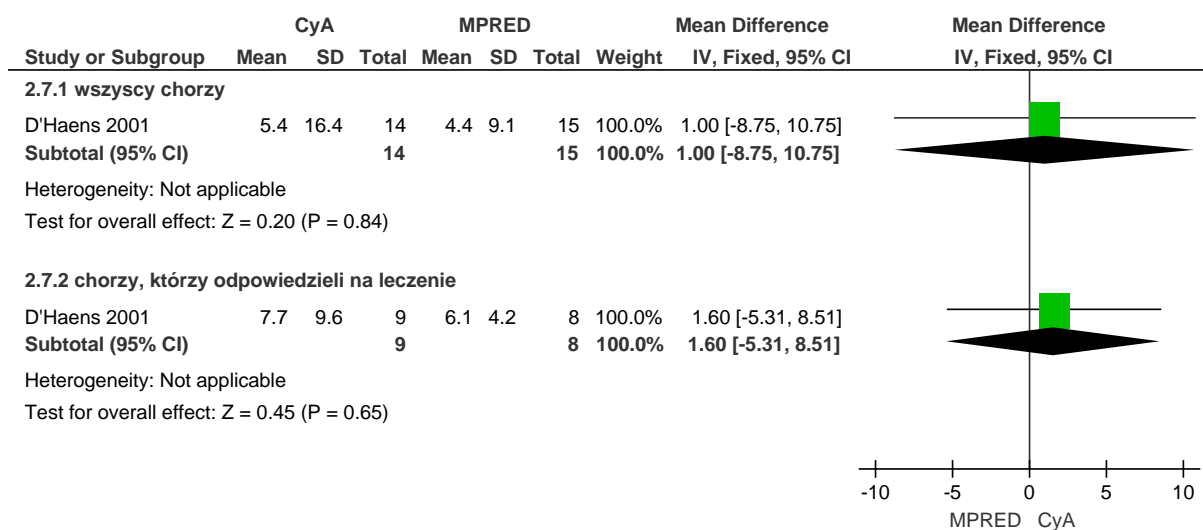 CyA MPRED Mean Difference Mean Difference
Study or Subgroup Mean SD Total Mean SD Total Weight IV, Fixed, 95% CI IV, Fixed, 95% CI
2.7.1 wszyscy chorzy
D'Haens 2001 5.4 16.4 14 4.4 9.1 15 100.0% 1.00 [-8.75, 10.75]
Subtotal (95% CI) 14 15 100.0% 1.00 [-8.75, 10.75]
Heterogeneity: Not applicable
Test for overall effect: Z = 0.20 (P = 0.84)
2.7.2 chorzy, którzy odpowiedzieli na leczenie
D'Haens 2001 7.7 9.6 9 6.1 4.2 8 100.0% 1.60 [-5.31, 8.51]
Subtotal (95% CI) 9 8 100.0% 1.60 [-5.31, 8.51]
Heterogeneity: Not applicable
Test for overall effect: Z = 0.45 (P = 0.65)
-10 -5 0 5 10
MPRED CyA